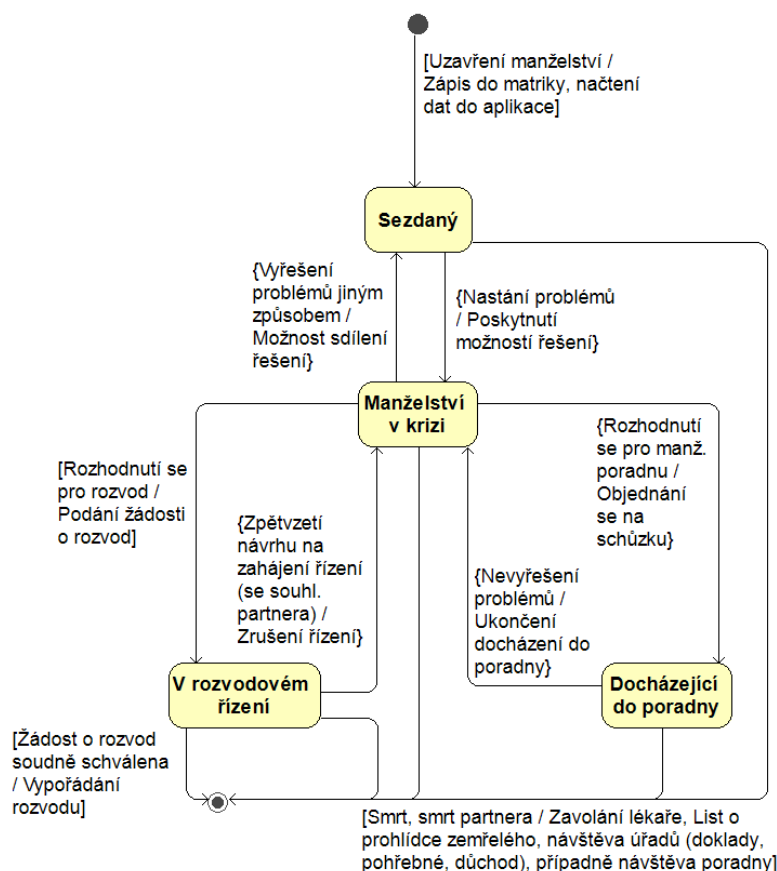 [Uzavření manželství /
Zápis do matriky, načtení
dat do aplikace]
Sezdaný
{Vyřešení
problémů jiným
způsobem /
Možnost sdílení
řešení}
{Nastání problémů
/ Poskytnutí
možností řešení}
Manželství
v krizi
[Rozhodnutí se
pro rozvod /
Podání žádosti
o rozvod]
{Rozhodnutí
se pro manž.
poradnu /
Objednání
se na
schůzku}
{Zpětvzetí
návrhu na
zahájení řízení
(se souhl.
partnera) /
Zrušení řízení}
{Nevyřešení
problémů /
Ukončení
docházení do
poradny}
V rozvodovém
řízení
Docházející
do poradny
[Žádost o rozvod
soudně schválena
/ Vypořádání
rozvodu]
[Smrt, smrt partnera / Zavolání lékaře, List o
prohlídce zemřelého, návštěva úřadů (doklady,
pohřebné, důchod), případně návštěva poradny]